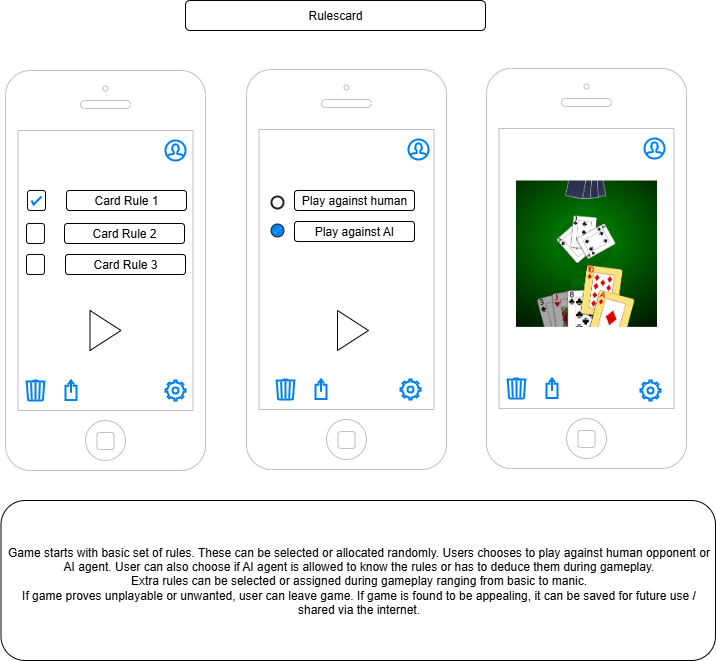 Rulescard
Card Rule 1
Card Rule 2
Card Rule 3
Play against human
Play against AI
Game starts with basic set of rules. These can be selected or allocated randomly. Users chooses to play against human opponent or
AI agent. User can also choose if AI agent is allowed to know the rules or has to deduce them during gameplay.
Extra rules can be selected or assigned during gameplay ranging from basic to manic.
If game proves unplayable or unwanted, user can leave game. If game is found to be appealing, it can be saved for future use /
shared via the internet.